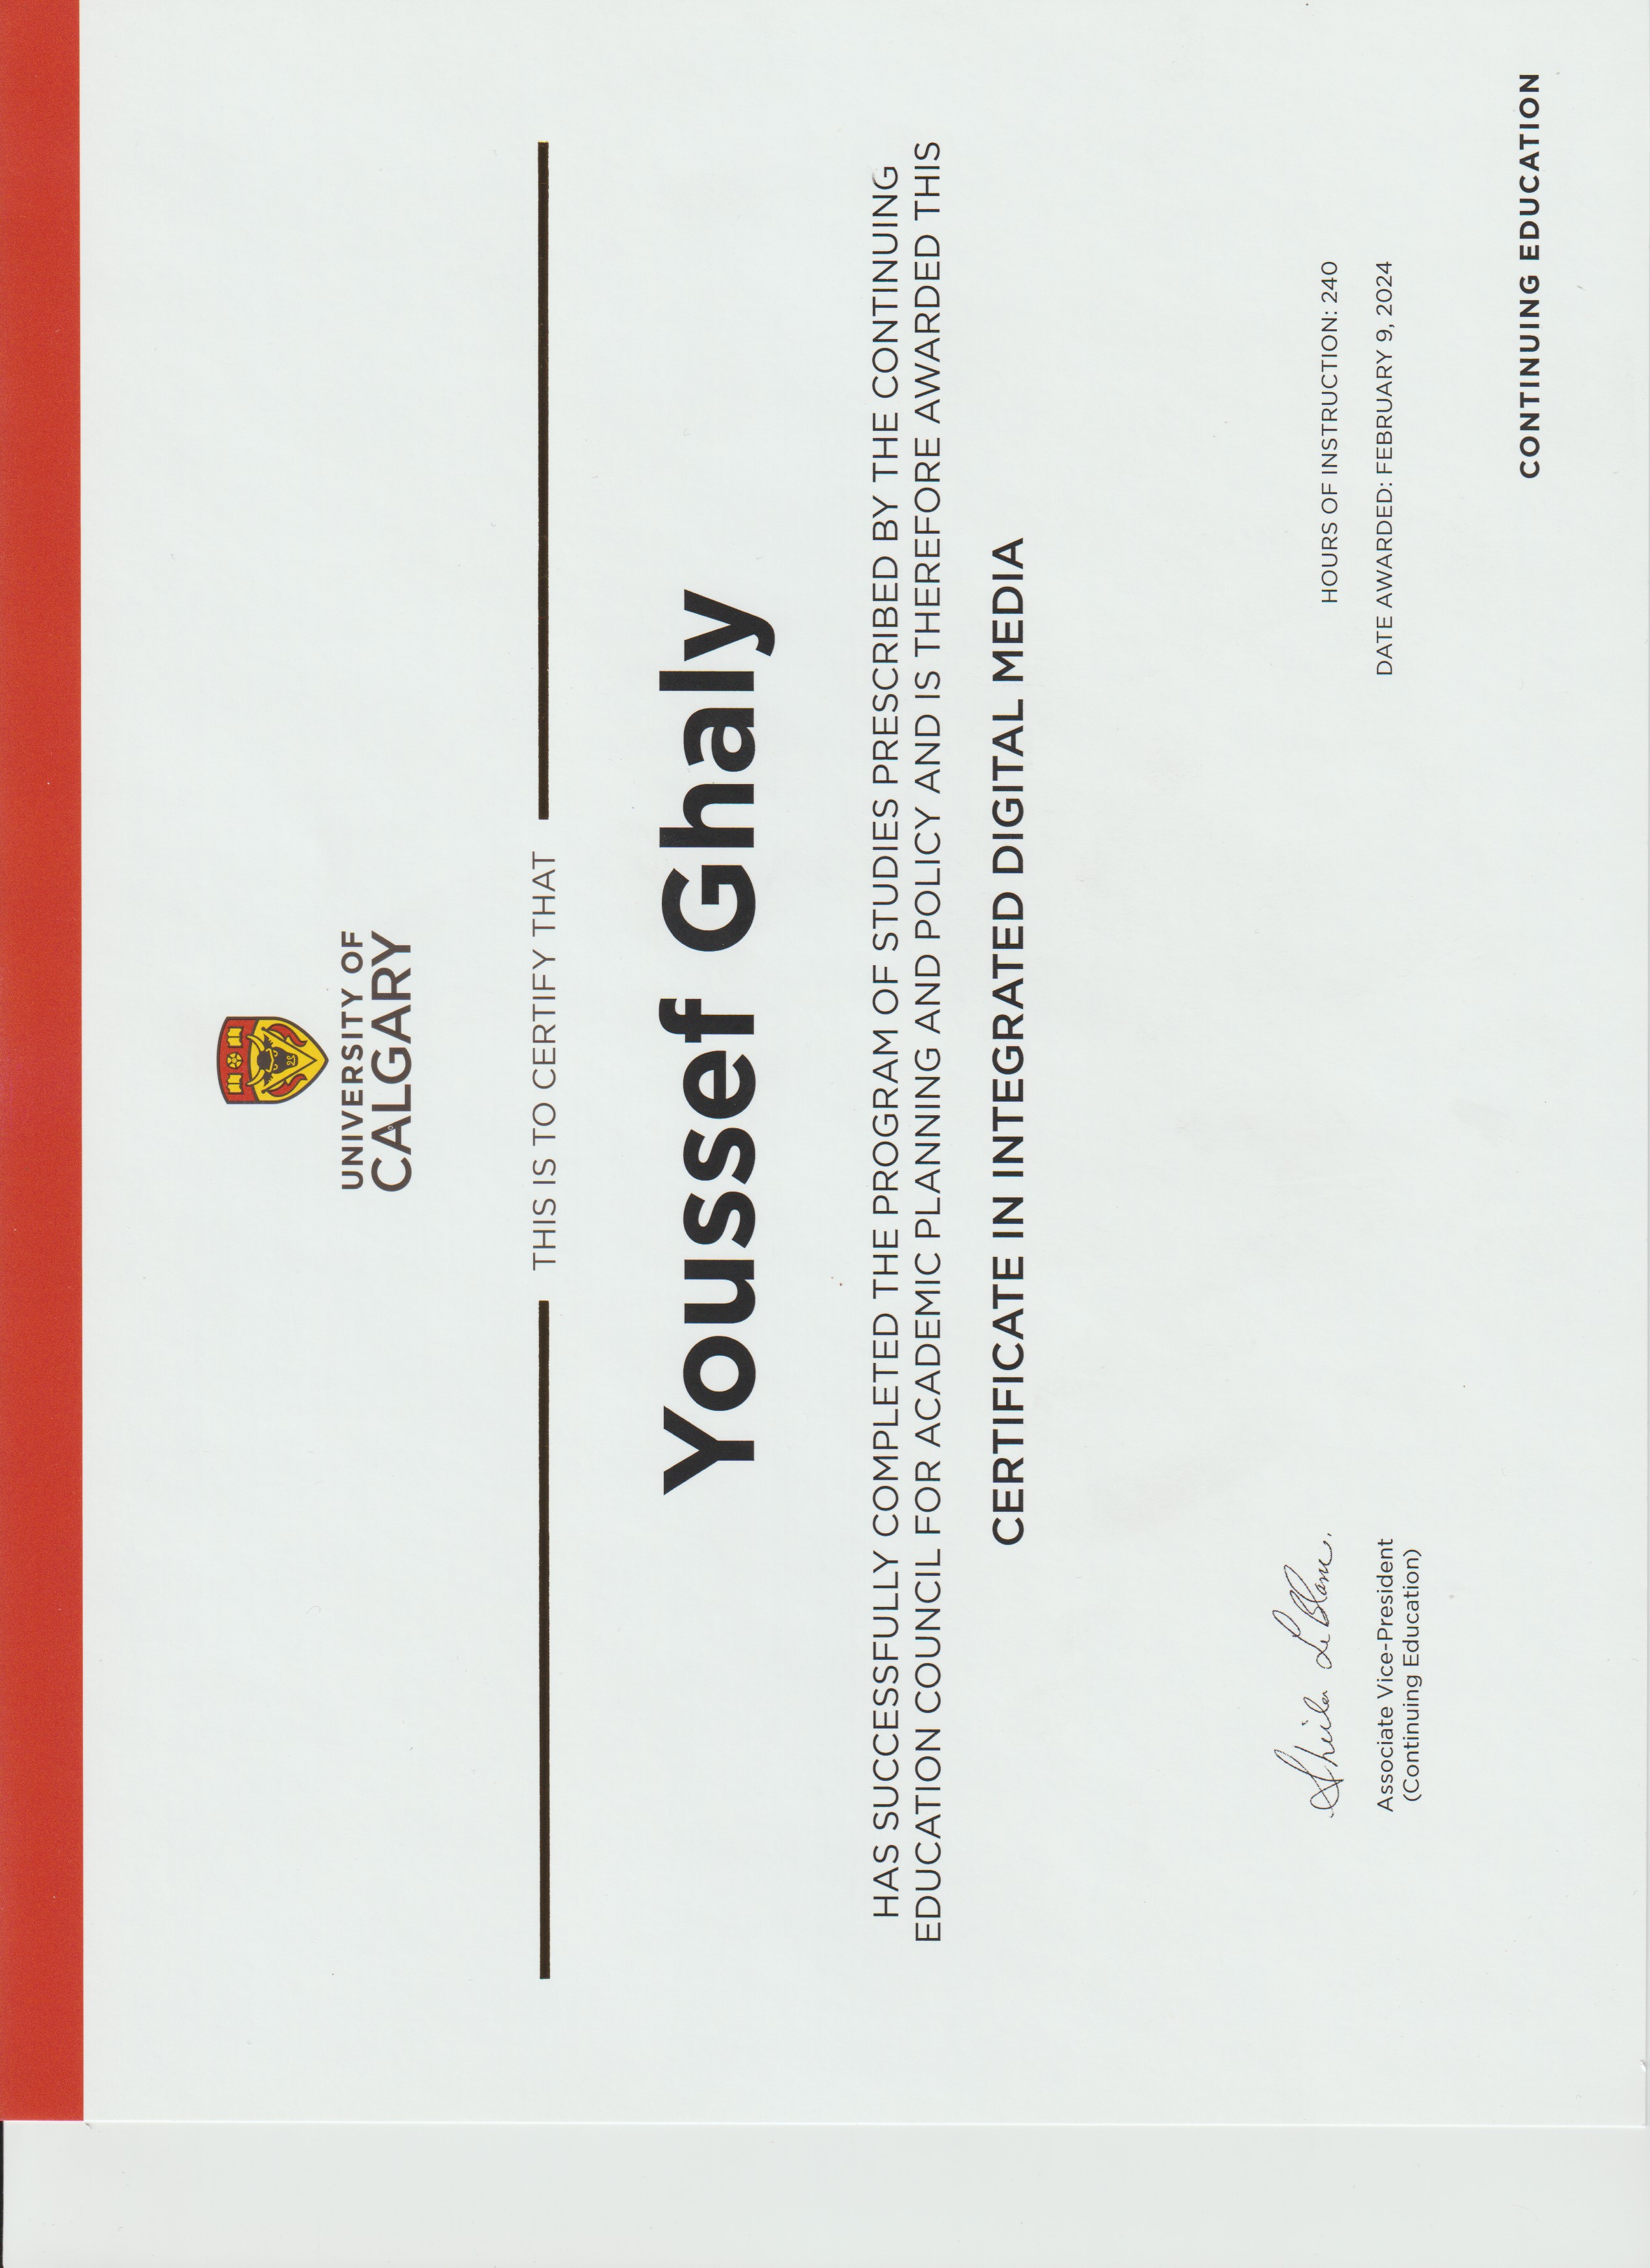 UNIVERSITY OF
CALGARY
THIS IS TO CERTIFY THAT
Youssef Ghaly
HAS SUCCESSFULLY COMPLETED THE PROGRAM OF STUDIES PRESCRIBED BY THE CONTINUING
EDUCATION COUNCIL FOR ACADEMIC PLANNING AND POLICY AND IS THEREFORE AWARDED THIS
CERTIFICATE IN INTEGRATED DIGITAL MEDIA
Sheila LeBlanc.
Associate Vice-President
(Continuing Education)
HOURS OF INSTRUCTION: 240
DATE AWARDED: FEBRUARY 9, 2024
CONTINUING EDUCATION